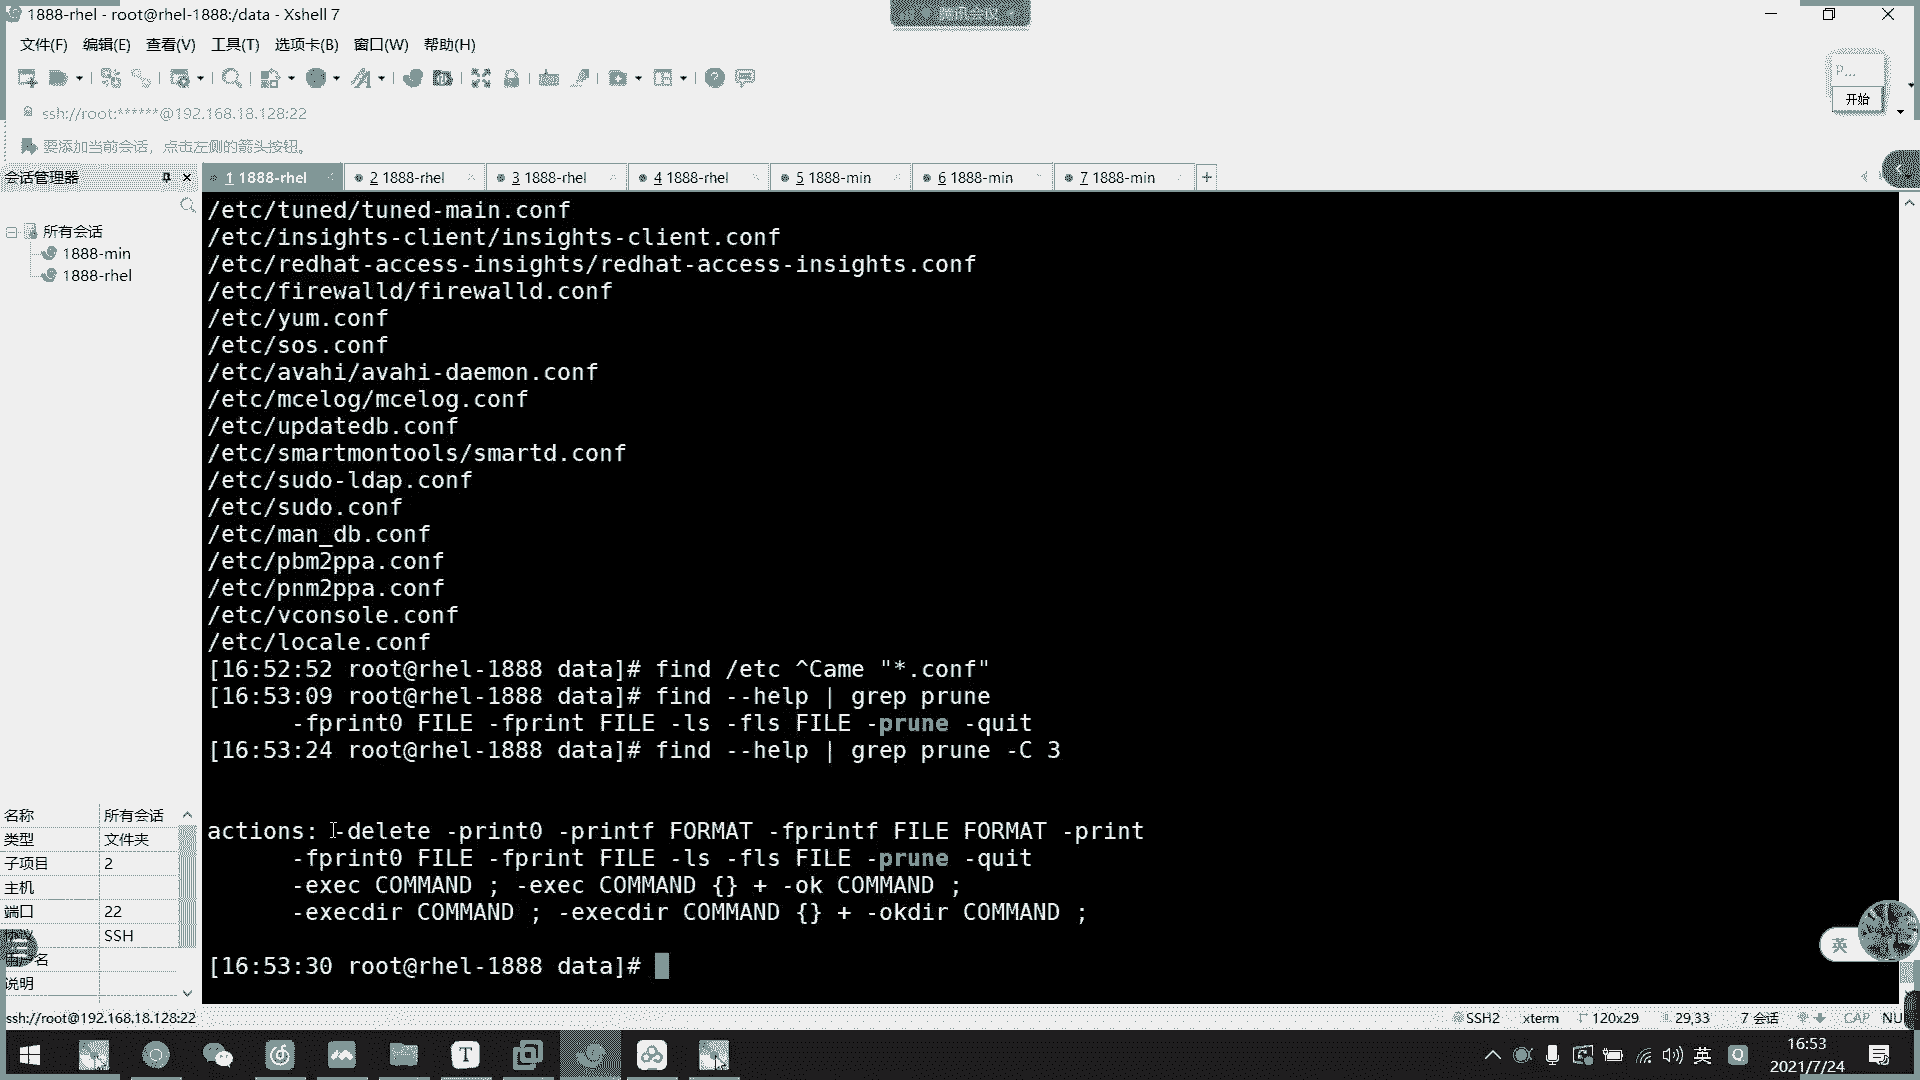 1888-rhel - root@rhel-1888:/data - Xshell 7
腾讯会议
文件(F) 编辑(E) 查看(V) 工具(T) 选项卡(B) 窗口(W) 帮助(H)
P...
开始
ssh://root:******@192.168.18.128:22
要添加当前会话，点击左侧的箭头按钮。
会话管理器
1 1888-rhel 2 1888-rhel 3 1888-rhel 4 1888-rhel 5 1888-min 6 1888-min 7 1888-min +
所有会话
1888-min
1888-rhel
/etc/tuned/tuned-main.conf
/etc/insights-client/insights-client.conf
/etc/redhat-access-insights/redhat-access-insights.conf
/etc/firewalld/firewalld.conf
/etc/yum.conf
/etc/sos.conf
/etc/avahi/avahi-daemon.conf
/etc/mcelog/mcelog.conf
/etc/updatedb.conf
/etc/smartmontools/smartd.conf
/etc/sudo-ldap.conf
/etc/sudo.conf
/etc/man_db.conf
/etc/pbm2ppa.conf
/etc/pnm2ppa.conf
/etc/vconsole.conf
/etc/locale.conf
[16:52:52 root@rhel-1888 data]# find /etc ^Came "*.conf"
[16:53:09 root@rhel-1888 data]# find --help | grep prune
-fprint0 FILE -fprint FILE -ls -fls FILE -prune -quit
[16:53:24 root@rhel-1888 data]# find --help | grep prune -C 3
actions: -delete -print0 -printf FORMAT -fprintf FILE FORMAT -print
-fprint0 FILE -fprint FILE -ls -fls FILE -prune -quit
-exec COMMAND ; -exec COMMAND {} + -ok COMMAND ;
-execdir COMMAND ; -execdir COMMAND {} + -okdir COMMAND ;
[16:53:30 root@rhel-1888 data]#
名称 所有会话
类型 文件夹
子项目 2
主机
端口 22
协议 SSH
名
说明
英
ssh://root@192.168.18.128:22 SSH2 xterm 120x29 29,33 7 会话 CAP NU
T
英
16:53
2021/7/24